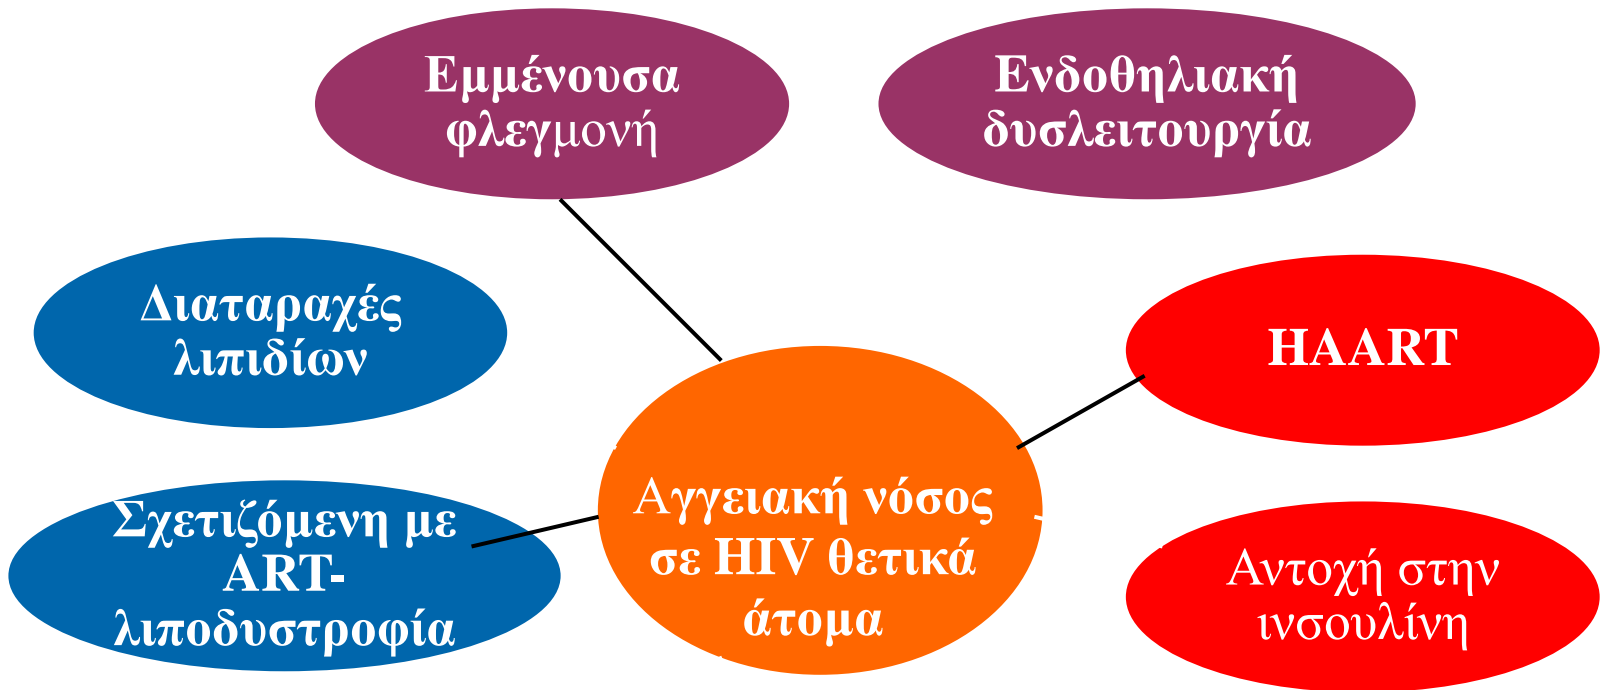 Εμμένουσα
φλεγμονή
Ενδοθηλιακή
δυσλειτουργία
Διαταραχές
λιπιδίων
HAART
Σχετιζόμενη με
ART-
λιποδυστροφία
Αγγειακή νόσος
σε HIV θετικά
άτομα
Αντοχή στην
ινσουλίνη